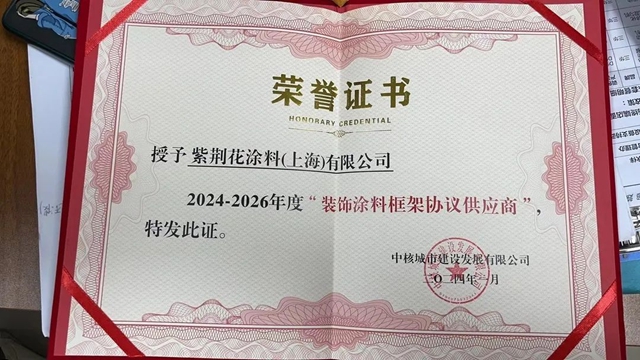 荣誉证书
HONORARY CREDENTIAL
授予 紫荆花涂料(上海)有限公司
2024-2026年度“装饰涂料框架协议供应商”,
特发此证。
中核城市建设发展有限公司
二〇二四年一月